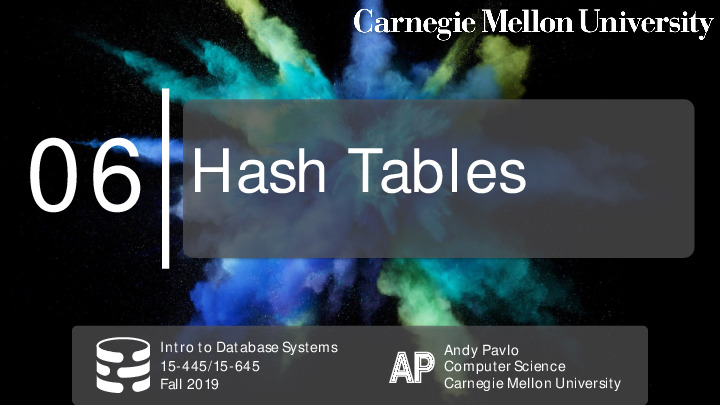 Carnegie Mellon University
06
Hash Tables
Intro to Database Systems
15-445/15-645
Fall 2019
AP
Andy Pavlo
Computer Science
Carnegie Mellon University